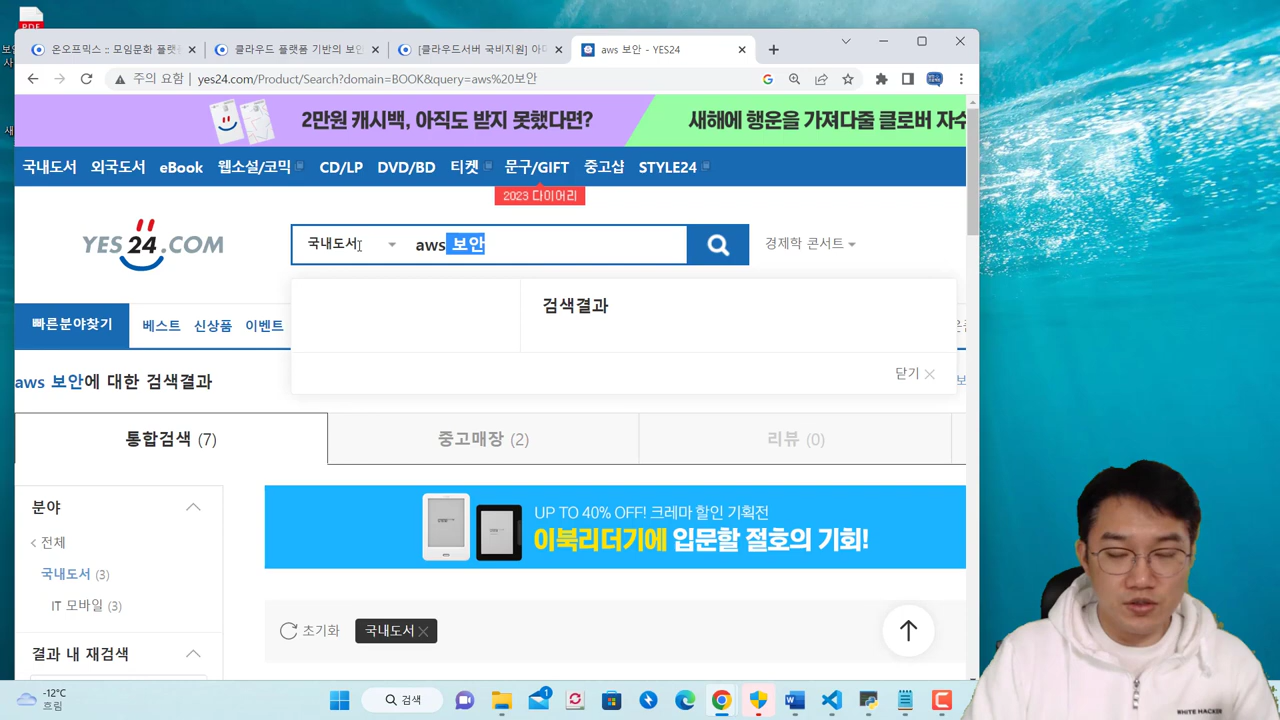 PDF
온오프믹스 :: 모임문화 플랫
클라우드 플랫폼 기반의 보안
[클라우드서버 국비지원] 아
aws 보안 - YES24
주의 요함
yes24.com/Product/Search?domain=BOOK&query=aws%20보안
2만원 캐시백, 아직도 받지 못했다면?
새해에 행운을 가져다줄 클로버 자수
국내도서 외국도서 eBook 웹소설/코믹 CD/LP DVD/BD 티켓 문구/GIFT 중고샵 STYLE24
2023 다이어리
YES 24 .COM
국내도서
aws 보안
경제학 콘서트
검색결과
닫기
빠른분야찾기
베스트 신상품 이벤트
aws 보안에 대한 검색결과
통합검색 (7)
중고매장 (2)
리뷰 (0)
분야
전체
국내도서 (3)
IT 모바일 (3)
결과 내 재검색
UP TO 40% OFF! 크레마 할인 기획전
이북리더기에 입문할 절호의 기회!
초기화
국내도서
-12°C
흐림
검색
1
WHITE HACKER